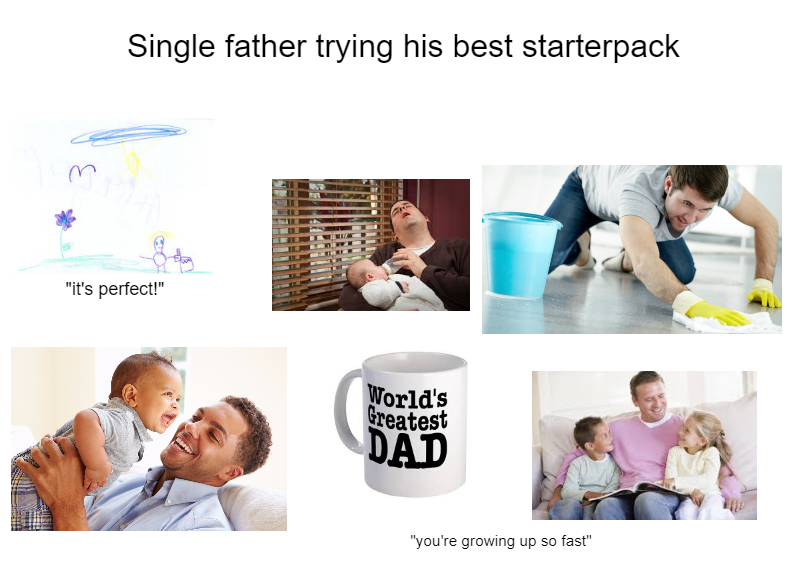 Single father trying his best starterpack
"it's perfect!"
World's
Greatest
DAD
"you're growing up so fast"